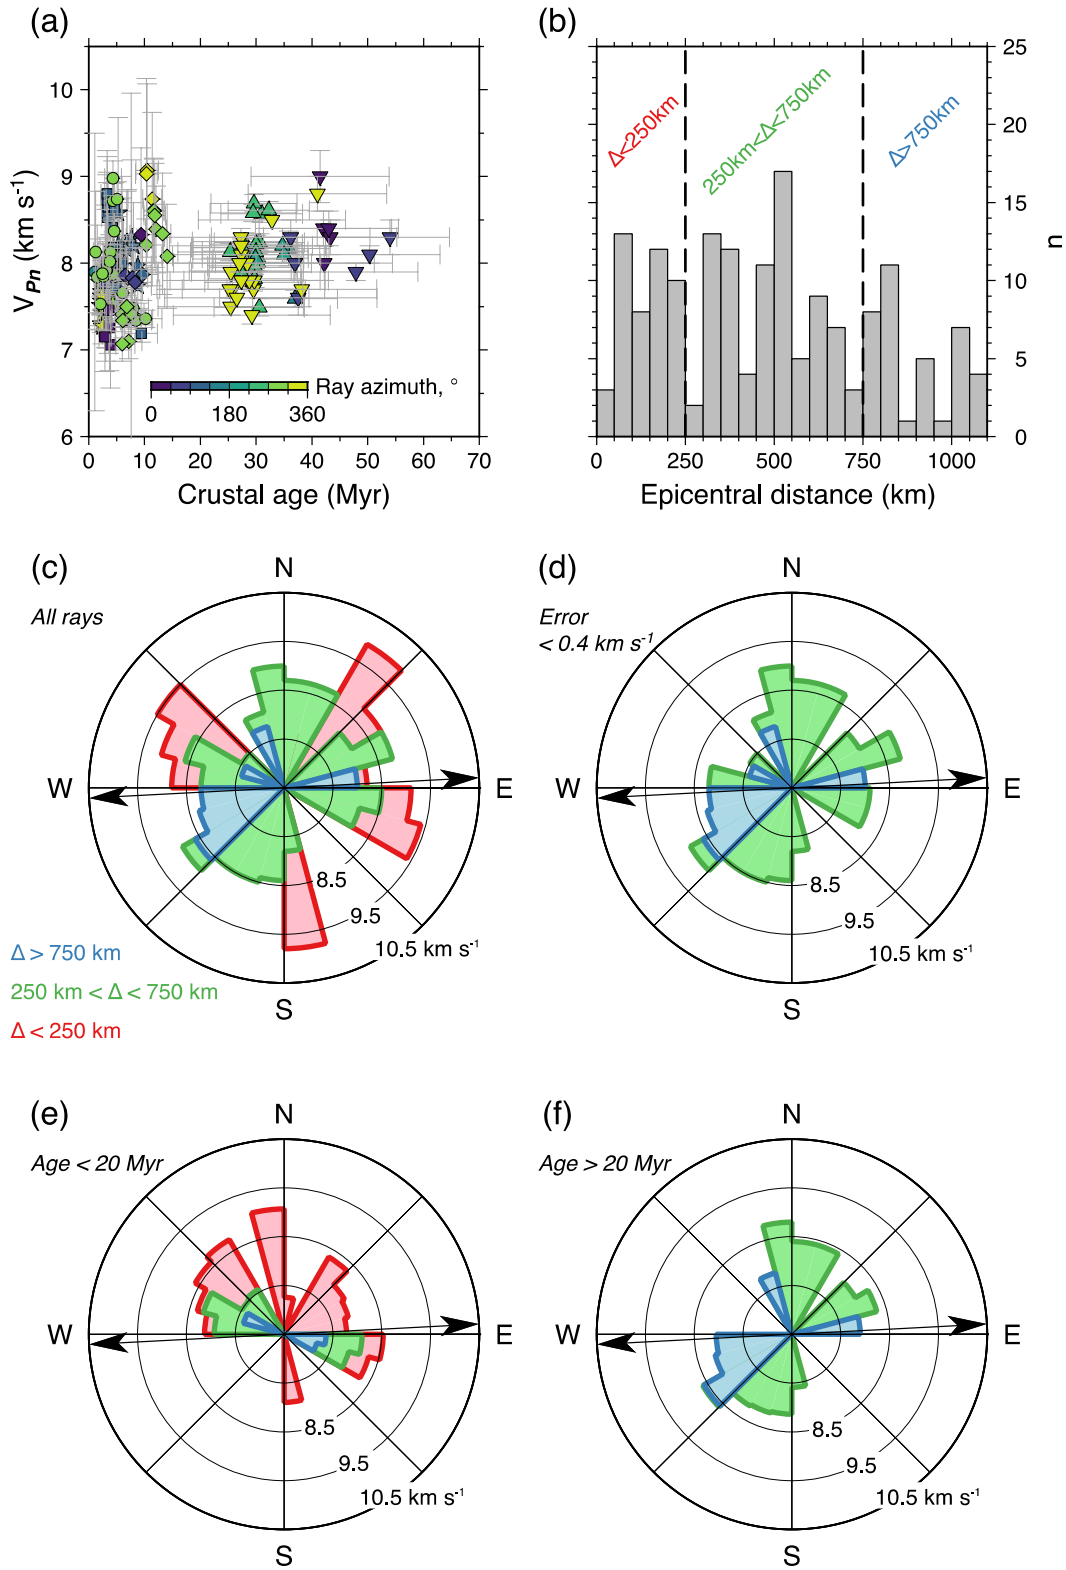 (a)
V_Pn (km s⁻¹)
10
9
8
7
6
Ray azimuth, °
0 180 360
0 10 20 30 40 50 60 70
Crustal age (Myr)
(b)
Δ<250km
250km<Δ<750km
Δ>750km
25
20
15
10
5
0
n
0 250 500 750 1000
Epicentral distance (km)
(c)
All rays
N
W
E
S
8.5
9.5
10.5 km s⁻¹
Δ > 750 km
250 km < Δ < 750 km
Δ < 250 km
(d)
Error
< 0.4 km s⁻¹
N
W
E
S
8.5
9.5
10.5 km s⁻¹
(e)
Age < 20 Myr
N
W
E
S
8.5
9.5
10.5 km s⁻¹
(f)
Age > 20 Myr
N
W
E
S
8.5
9.5
10.5 km s⁻¹